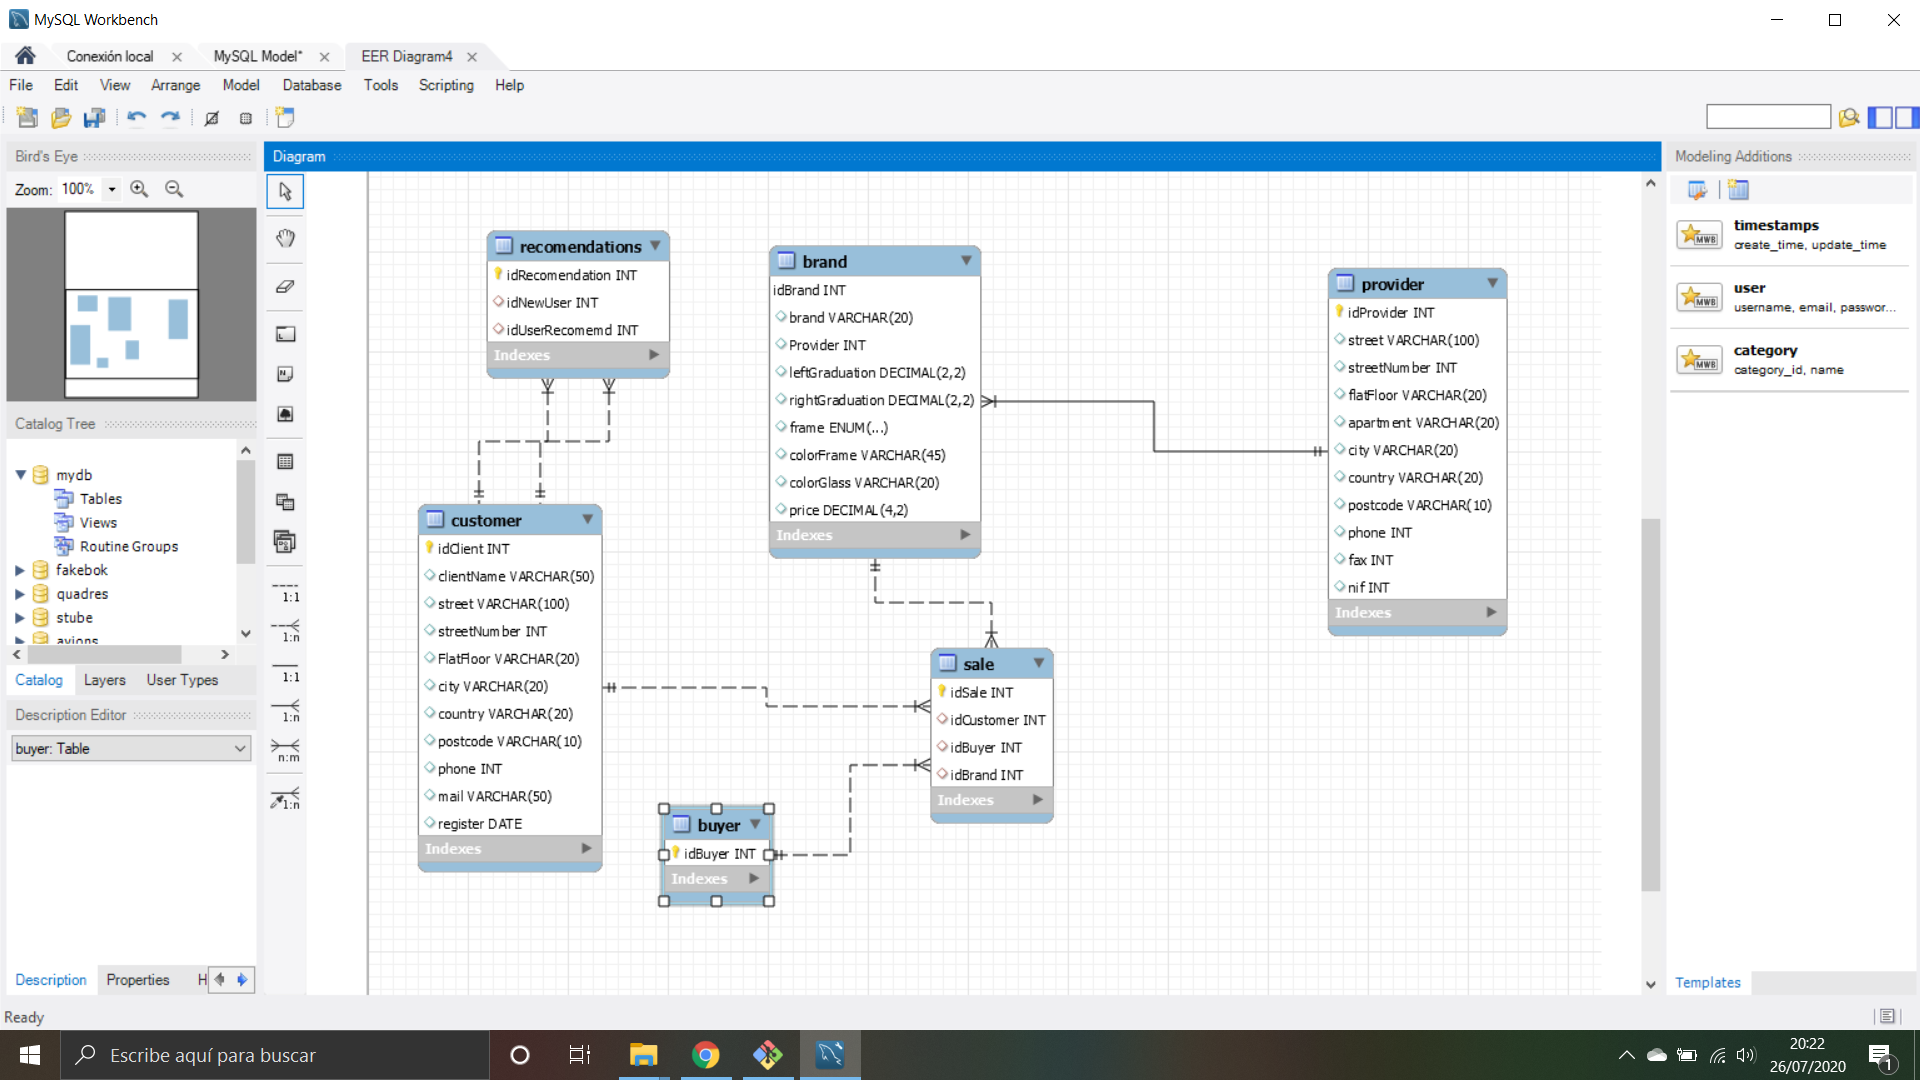 MySQL Workbench
Conexión local
MySQL Model*
EER Diagram4
File Edit View Arrange Model Database Tools Scripting Help
Bird's Eye
Zoom: 100%
Catalog Tree
mydb
Tables
Views
Routine Groups
fakebok
quadres
stube
avions
Catalog Layers User Types
Description Editor
buyer: Table
Description Properties H
Ready
Diagram
1:1
1:n
1:1
1:n
n:m
1:n
recomendations
idRecomendation INT
idNewUser INT
idUserRecomemd INT
Indexes
brand
idBrand INT
brand VARCHAR(20)
Provider INT
leftGraduation DECIMAL(2,2)
rightGraduation DECIMAL(2,2)
frame ENUM(...)
colorFrame VARCHAR(45)
colorGlass VARCHAR(20)
price DECIMAL(4,2)
Indexes
provider
idProvider INT
street VARCHAR(100)
streetNumber INT
flatFloor VARCHAR(20)
apartment VARCHAR(20)
city VARCHAR(20)
country VARCHAR(20)
postcode VARCHAR(10)
phone INT
fax INT
nif INT
Indexes
customer
idClient INT
clientName VARCHAR(50)
street VARCHAR(100)
streetNumber INT
FlatFloor VARCHAR(20)
city VARCHAR(20)
country VARCHAR(20)
postcode VARCHAR(10)
phone INT
mail VARCHAR(50)
register DATE
Indexes
sale
idSale INT
idCustomer INT
idBuyer INT
idBrand INT
Indexes
buyer
idBuyer INT
Indexes
Modeling Additions
MWB
timestamps
create_time, update_time
MWB
user
username, email, passwor...
MWB
category
category_id, name
Templates
Escribe aquí para buscar
20:22
26/07/2020
1